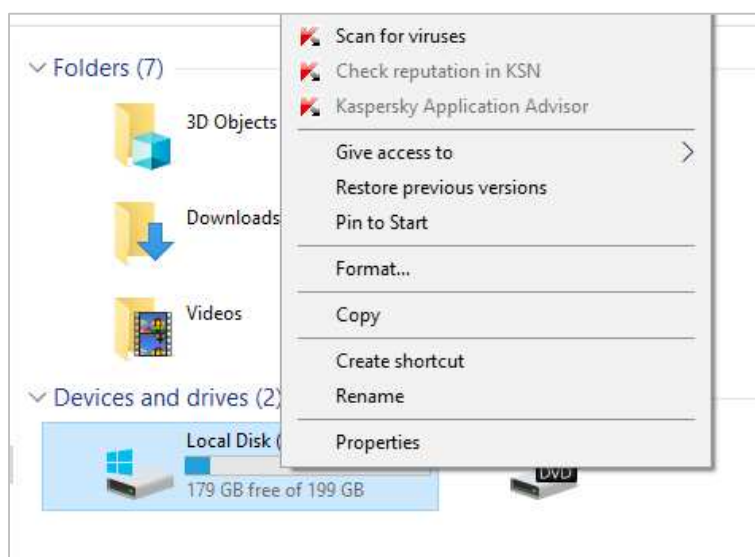 Folders (7)
3D Objects
Downloads
Videos
Devices and drives (2)
Local Disk (
179 GB free of 199 GB
DVD
Scan for viruses
Check reputation in KSN
Kaspersky Application Advisor
Give access to
Restore previous versions
Pin to Start
Format...
Copy
Create shortcut
Rename
Properties